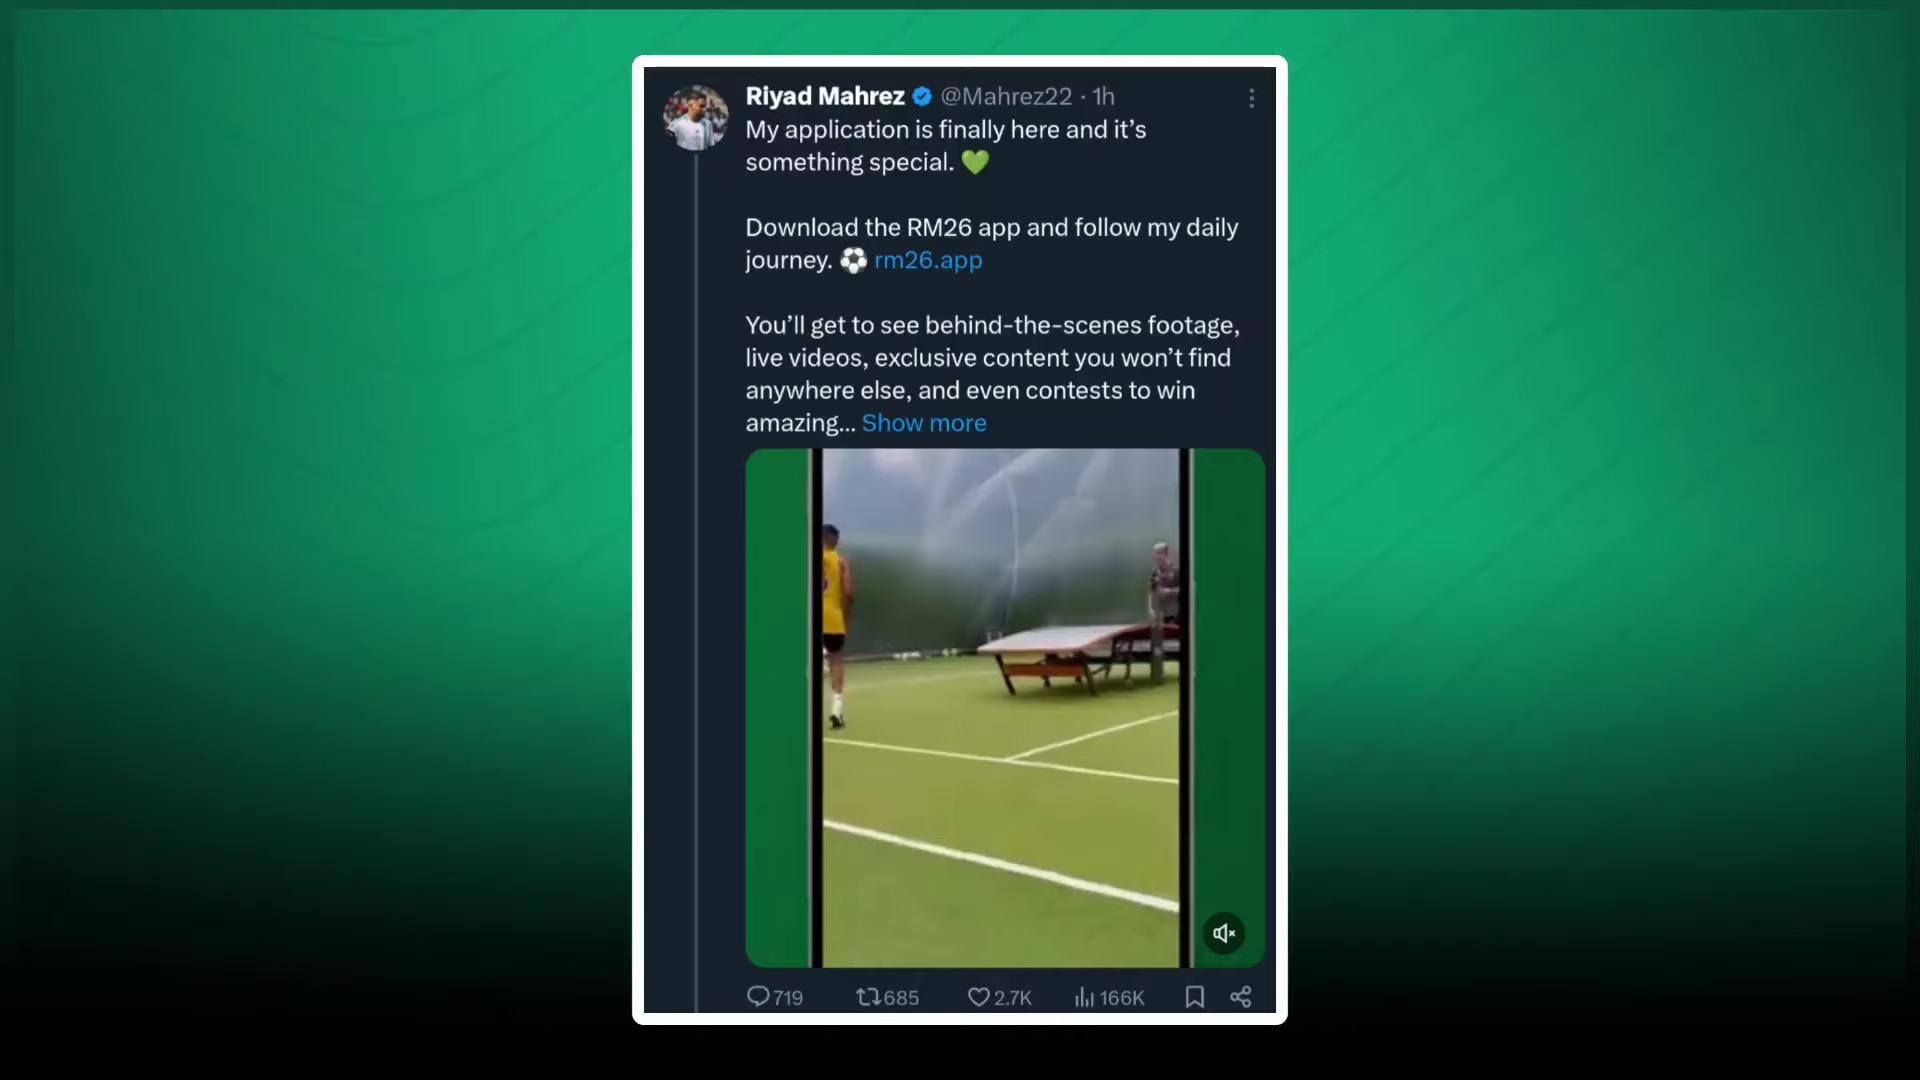 Riyad Mahrez @Mahrez22 · 1h
My application is finally here and it’s
something special. 💚
Download the RM26 app and follow my daily
journey. ⚽ rm26.app
You’ll get to see behind-the-scenes footage,
live videos, exclusive content you won’t find
anywhere else, and even contests to win
amazing... Show more
719 685 2.7K 166K